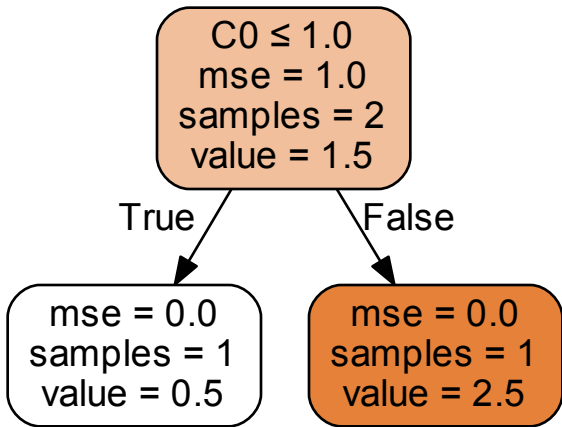 C0 ≤ 1.0
mse = 1.0
samples = 2
value = 1.5
True
False
mse = 0.0
samples = 1
value = 0.5
mse = 0.0
samples = 1
value = 2.5